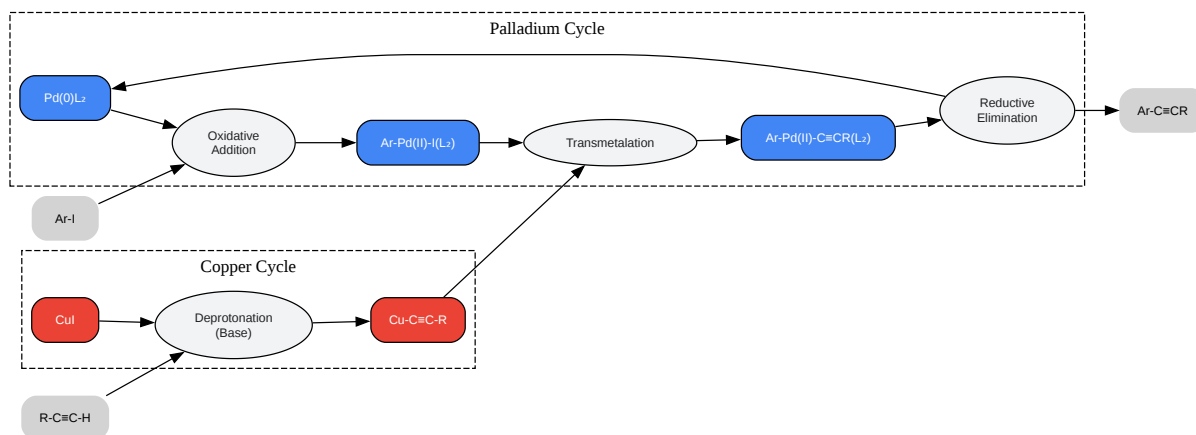 Palladium Cycle
Pd(0)L₂
Oxidative
Addition
Ar-Pd(II)-I(L₂)
Transmetalation
Ar-Pd(II)-C≡CR(L₂)
Reductive
Elimination
Ar-C≡CR
Ar-I
Copper Cycle
CuI
Deprotonation
(Base)
Cu-C≡C-R
R-C≡C-H